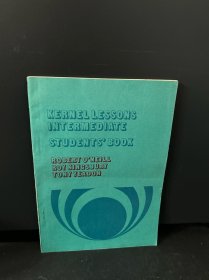 KERNEL LESSONS
INTERMEDIATE
STUDENTS' BOOK
ROBERT O'NEILL
ROY KINGSBURY
TONY YEADON